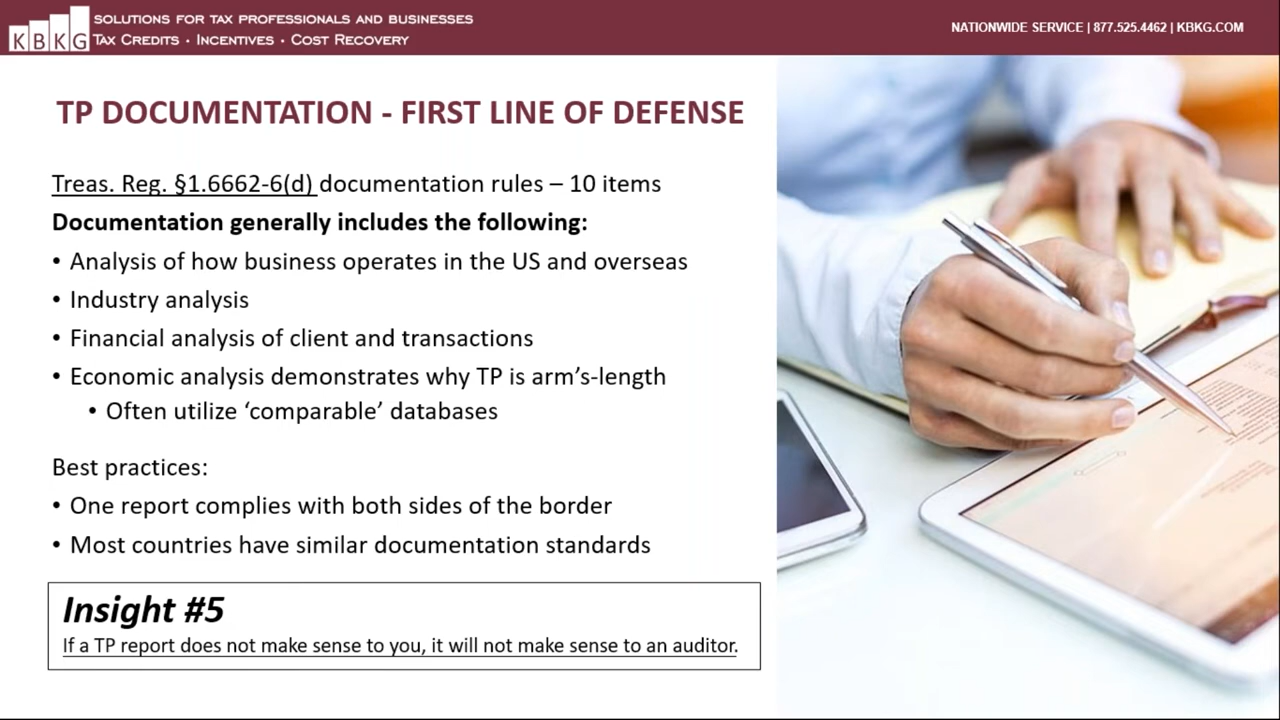 SOLUTIONS FOR TAX PROFESSIONALS AND BUSINESSES
KBKG TAX CREDITS · INCENTIVES · COST RECOVERY
NATIONWIDE SERVICE | 877.525.4462 | KBKG.COM
TP DOCUMENTATION - FIRST LINE OF DEFENSE
Treas. Reg. §1.6662-6(d) documentation rules – 10 items
Documentation generally includes the following:
• Analysis of how business operates in the US and overseas
• Industry analysis
• Financial analysis of client and transactions
• Economic analysis demonstrates why TP is arm’s-length
• Often utilize ‘comparable’ databases
Best practices:
• One report complies with both sides of the border
• Most countries have similar documentation standards
Insight #5
If a TP report does not make sense to you, it will not make sense to an auditor.